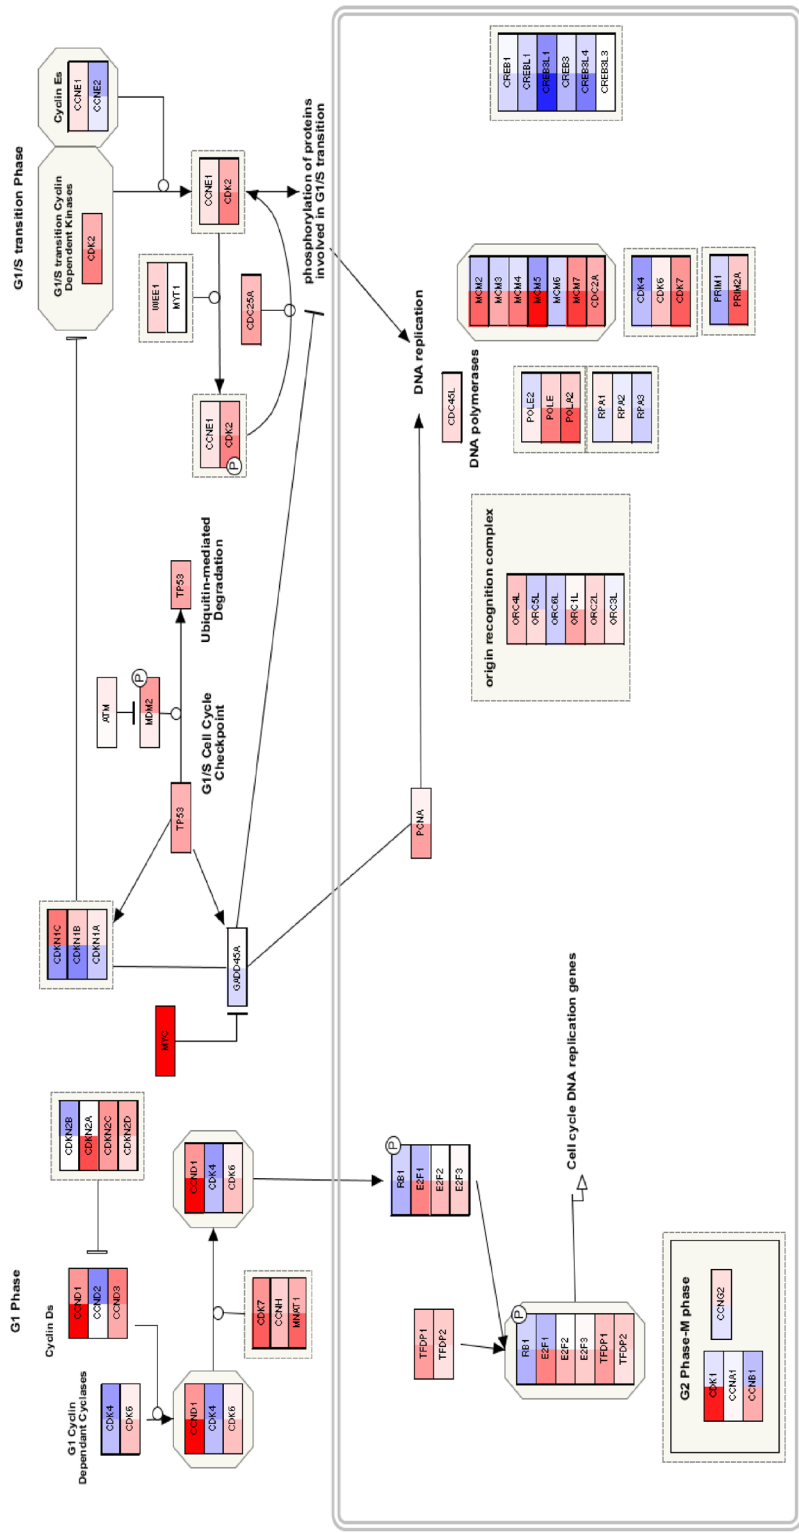 G1 Phase
G1/S transition Phase
G1 Cyclin
Dependant Cyclases
CDK4
CDK6
Cyclin Ds
CCND1
CCND2
CCND3
CDKN2B
CDKN2A
CDKN2C
CDKN2D
CCND1
CDK4
CDK6
CDK7
CCNH
MNAT1
CCND1
CDK4
CDK6
MYC
CDKN1C
CDKN1B
CDKN1A
GADD45A
TP53
G1/S Cell Cycle
Checkpoint
ATM
MDM2
P
TP53
Ubiquitin-mediated
Degradation
G1/S transition Cyclin
Dependent Kinases
CDK2
Cyclin Es
CCNE1
CCNE2
WEE1
MYT1
CCNE1
CDK2
P
CCNE1
CDK2
CDC25A
phosphorylation of proteins
involved in G1/S transition
TFDP1
TFDP2
RB1
E2F1
E2F2
E2F3
P
RB1
E2F1
E2F2
E2F3
TFDP1
TFDP2
P
Cell cycle DNA replication genes
PCNA
DNA replication
CDC45L
DNA polymerases
POLE2
POLE
POLA2
RPA1
RPA2
RPA3
origin recognition complex
ORC4L
ORC5L
ORC6L
ORC1L
ORC2L
ORC3L
MCM2
MCM3
MCM4
MCM5
MCM6
MCM7
CDC2A
CDK4
CDK6
CDK7
PRIM1
PRIM2A
CREB1
CREBL1
CREB3L1
CREB3
CREB3L4
CREB3L3
G2 Phase-M phase
CDK1
CCNA1
CCNB1
CCNG2